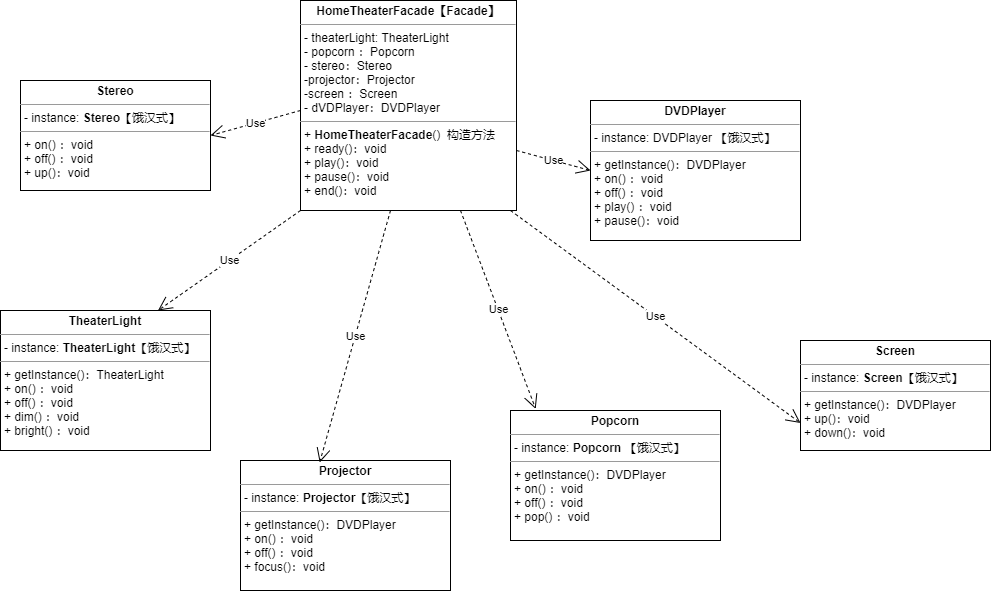 HomeTheaterFacade【Facade】
- theaterLight: TheaterLight
- popcorn ：Popcorn
- stereo：Stereo
-projector：Projector
-screen：Screen
- dVDPlayer：DVDPlayer
+ HomeTheaterFacade() 构造方法
+ ready()：void
+ play()：void
+ pause()：void
+ end()：void
Stereo
- instance: Stereo【饿汉式】
+ on()：void
+ off()：void
+ up()：void
Use
DVDPlayer
- instance: DVDPlayer 【饿汉式】
+ getInstance()：DVDPlayer
+ on()：void
+ off()：void
+ play()：void
+ pause()：void
Use
Use
Use
Use
Use
TheaterLight
- instance: TheaterLight【饿汉式】
+ getInstance()：TheaterLight
+ on()：void
+ off()：void
+ dim()：void
+ bright()：void
Screen
- instance: Screen【饿汉式】
+ getInstance()：DVDPlayer
+ up()：void
+ down()：void
Popcorn
- instance: Popcorn 【饿汉式】
+ getInstance()：DVDPlayer
+ on()：void
+ off()：void
+ pop()：void
Projector
- instance: Projector【饿汉式】
+ getInstance()：DVDPlayer
+ on()：void
+ off()：void
+ focus()：void